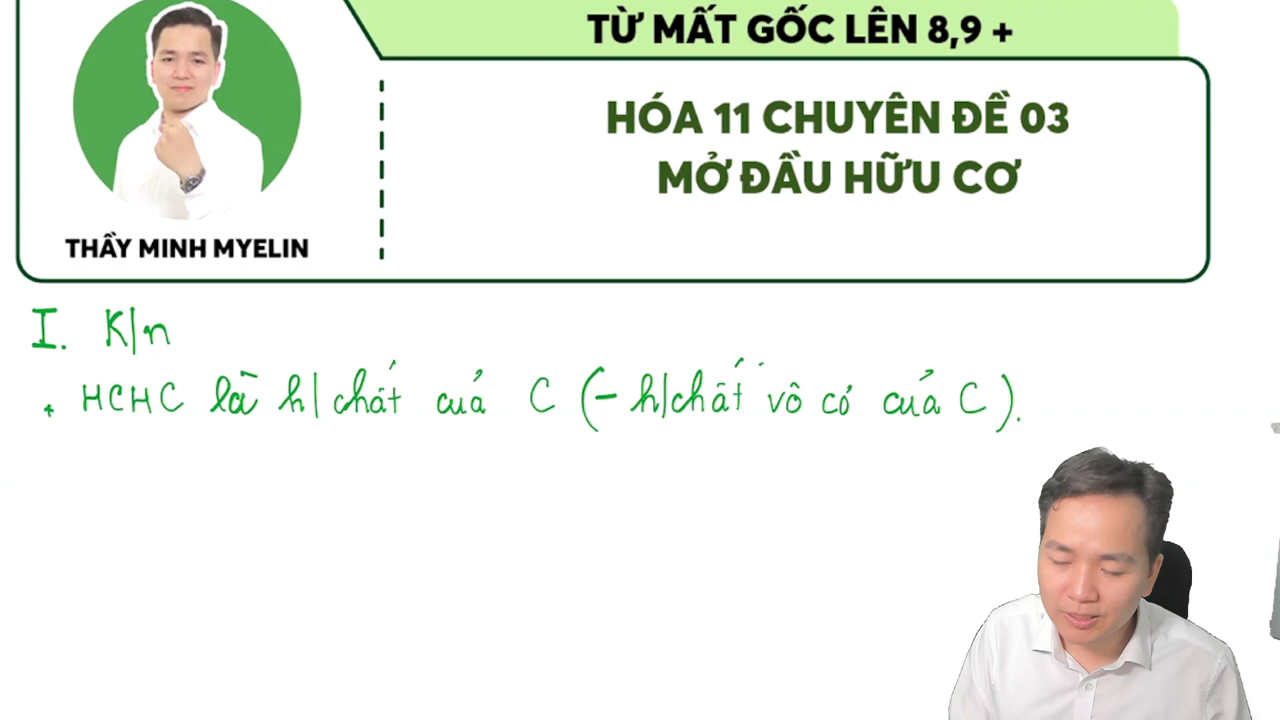 TỪ MẤT GỐC LÊN 8,9 +
HÓA 11 CHUYÊN ĐỀ 03
MỞ ĐẦU HỮU CƠ
THẦY MINH MYELIN
I. K/n
HCHC là h/chất của C (- h/chất vô cơ của C).